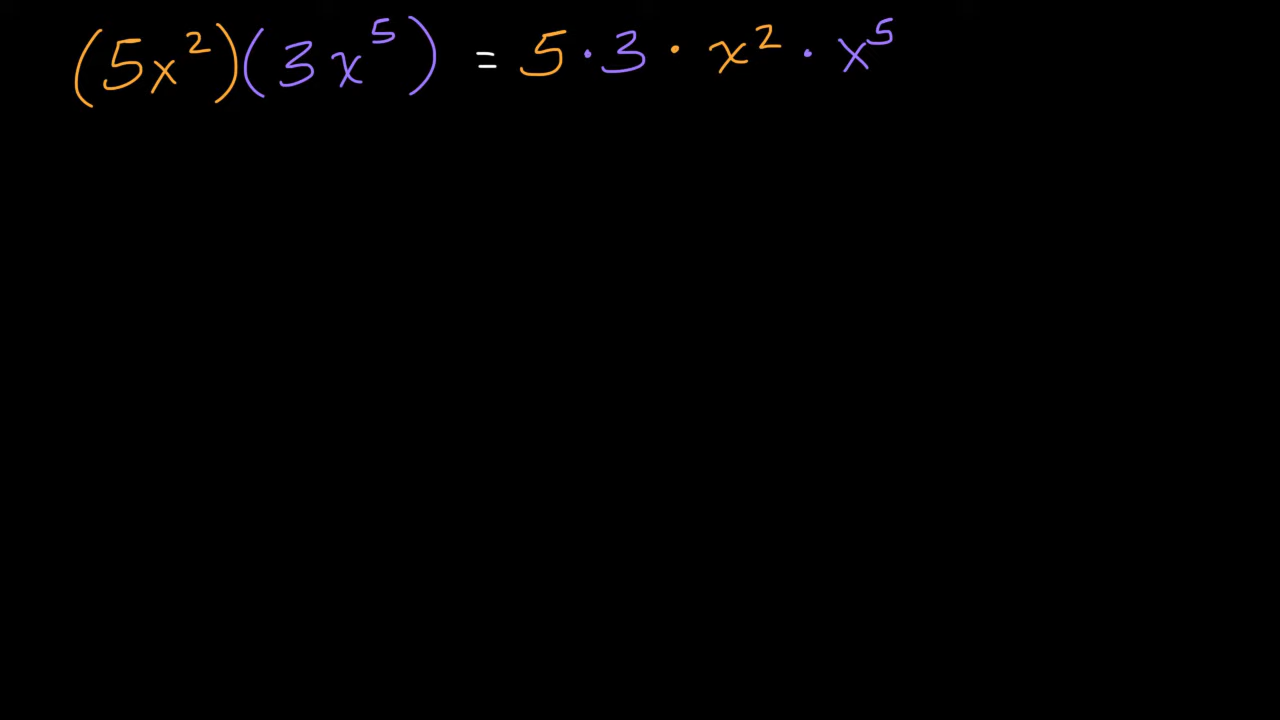 (5x²)(3x⁵) = 5 · 3 · x² · x⁵